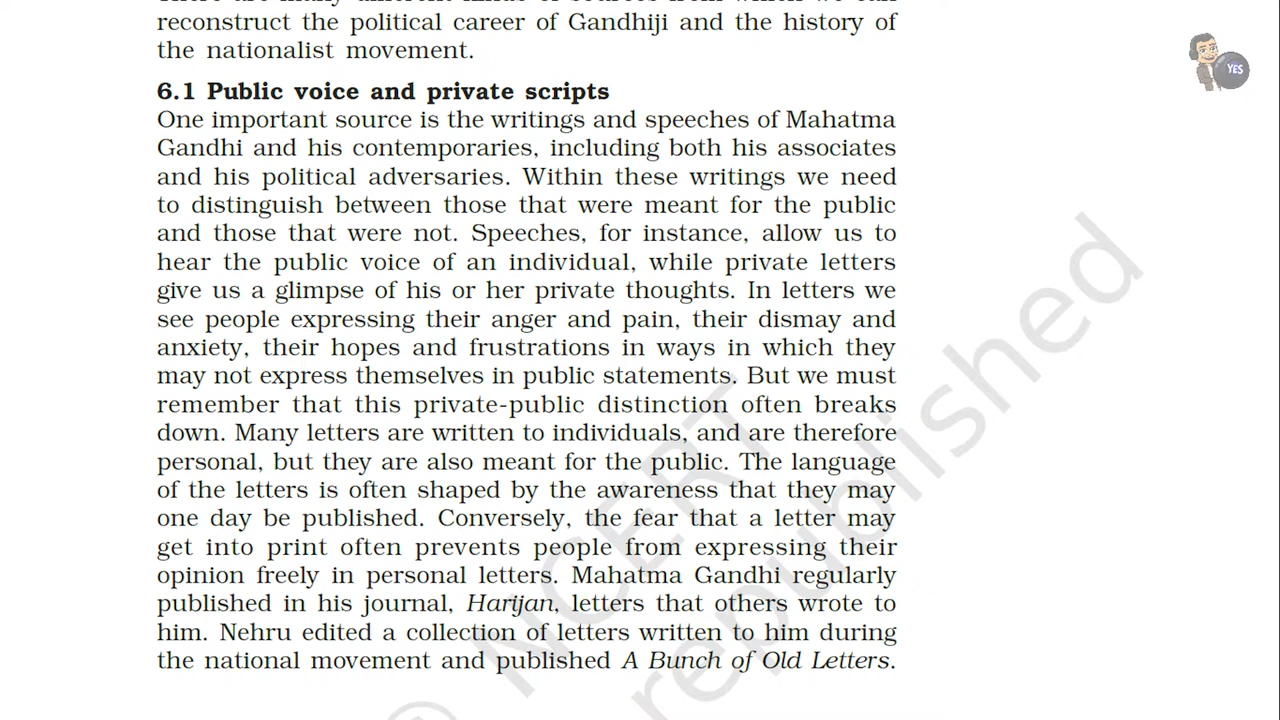 reconstruct the political career of Gandhiji and the history of
the nationalist movement.
6.1 Public voice and private scripts
One important source is the writings and speeches of Mahatma
Gandhi and his contemporaries, including both his associates
and his political adversaries. Within these writings we need
to distinguish between those that were meant for the public
and those that were not. Speeches, for instance, allow us to
hear the public voice of an individual, while private letters
give us a glimpse of his or her private thoughts. In letters we
see people expressing their anger and pain, their dismay and
anxiety, their hopes and frustrations in ways in which they
may not express themselves in public statements. But we must
remember that this private-public distinction often breaks
down. Many letters are written to individuals, and are therefore
personal, but they are also meant for the public. The language
of the letters is often shaped by the awareness that they may
one day be published. Conversely, the fear that a letter may
get into print often prevents people from expressing their
opinion freely in personal letters. Mahatma Gandhi regularly
published in his journal, Harijan, letters that others wrote to
him. Nehru edited a collection of letters written to him during
the national movement and published A Bunch of Old Letters.
YES
© NCERT
republished